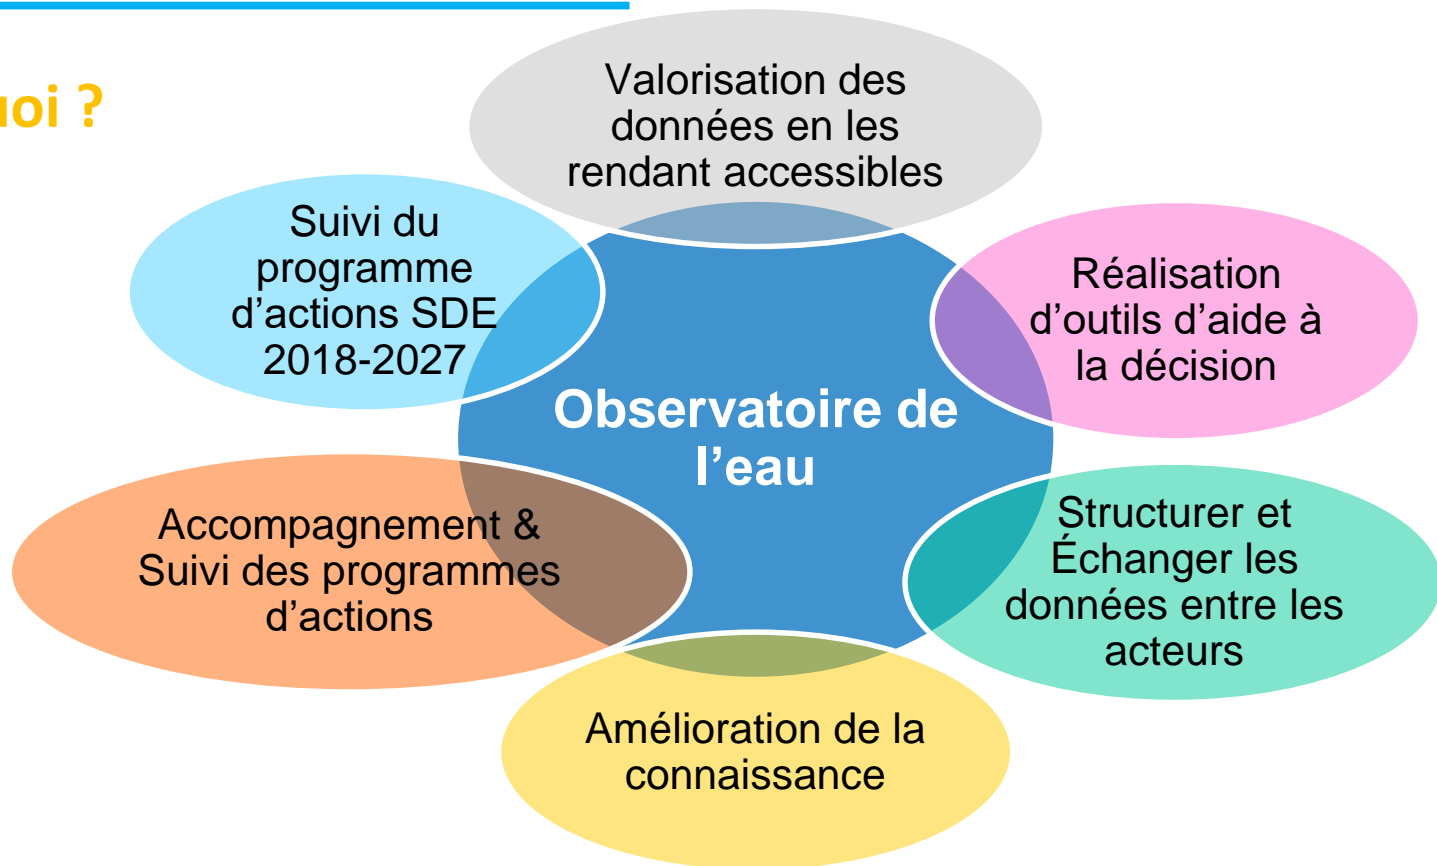 uoi ?
Valorisation des
données en les
rendant accessibles
Réalisation
d’outils d’aide à
la décision
Structurer et
Échanger les
données entre les
acteurs
Amélioration de la
connaissance
Accompagnement &
Suivi des programmes
d’actions
Suivi du
programme
d’actions SDE
2018-2027
Observatoire de
l’eau